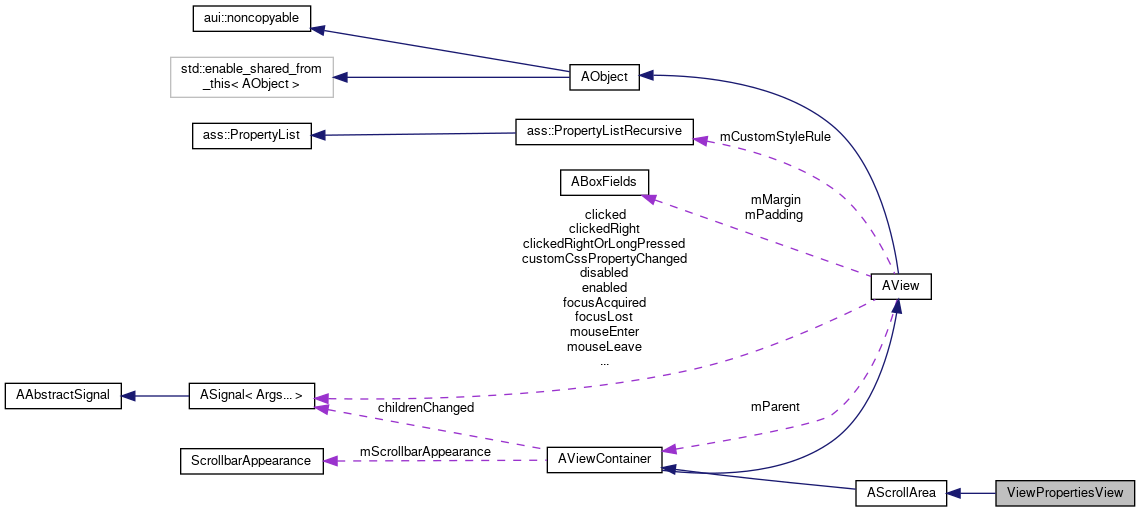 aui::noncopyable
std::enable_shared_from
_this< AObject >
AObject
ass::PropertyList
ass::PropertyListRecursive
mCustomStyleRule
ABoxFields
mMargin
mPadding
clicked
clickedRight
clickedRightOrLongPressed
customCssPropertyChanged
disabled
enabled
focusAcquired
focusLost
mouseEnter
mouseLeave
...
AView
AAbstractSignal
ASignal< Args... >
childrenChanged
mParent
ScrollbarAppearance
mScrollbarAppearance
AViewContainer
AScrollArea
ViewPropertiesView